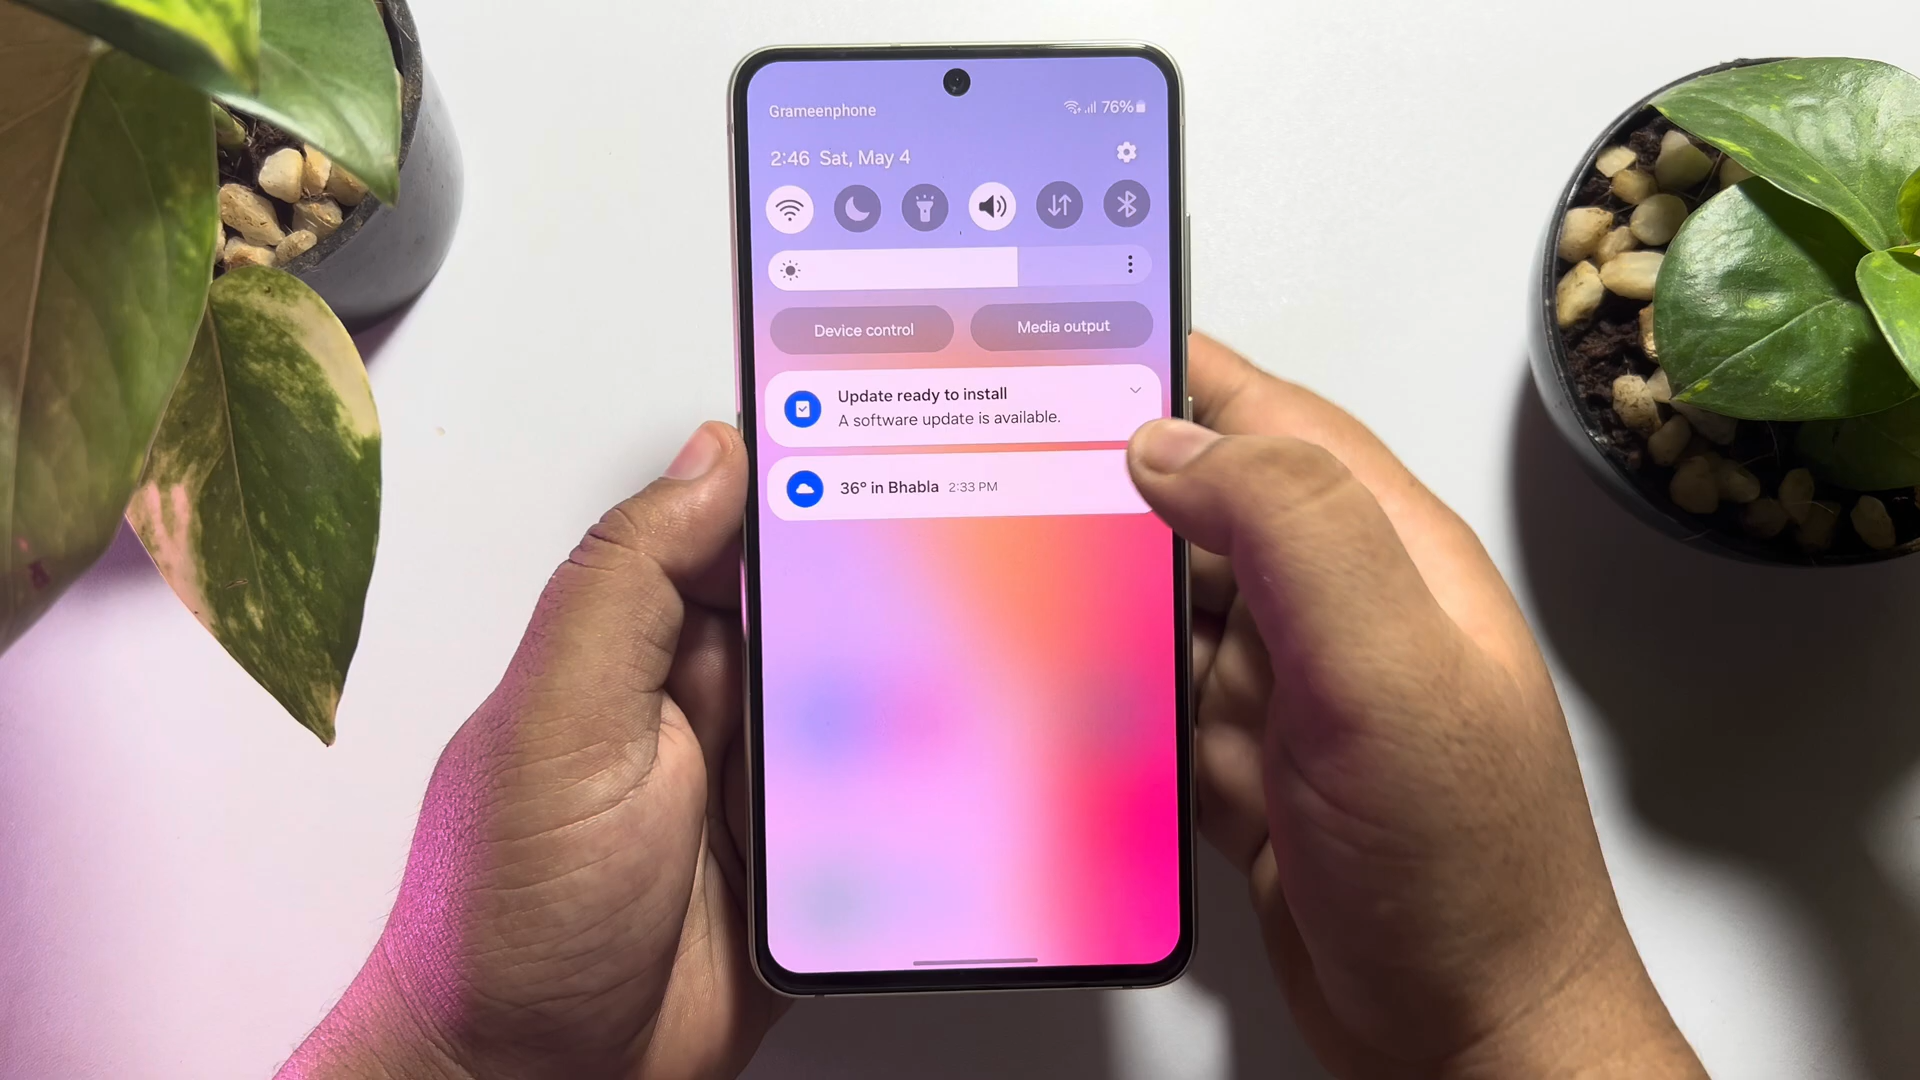 Grameenphone 76%
2:46 Sat, May 4
Device control Media output
Update ready to install
A software update is available.
36° in Bhabla 2:33 PM